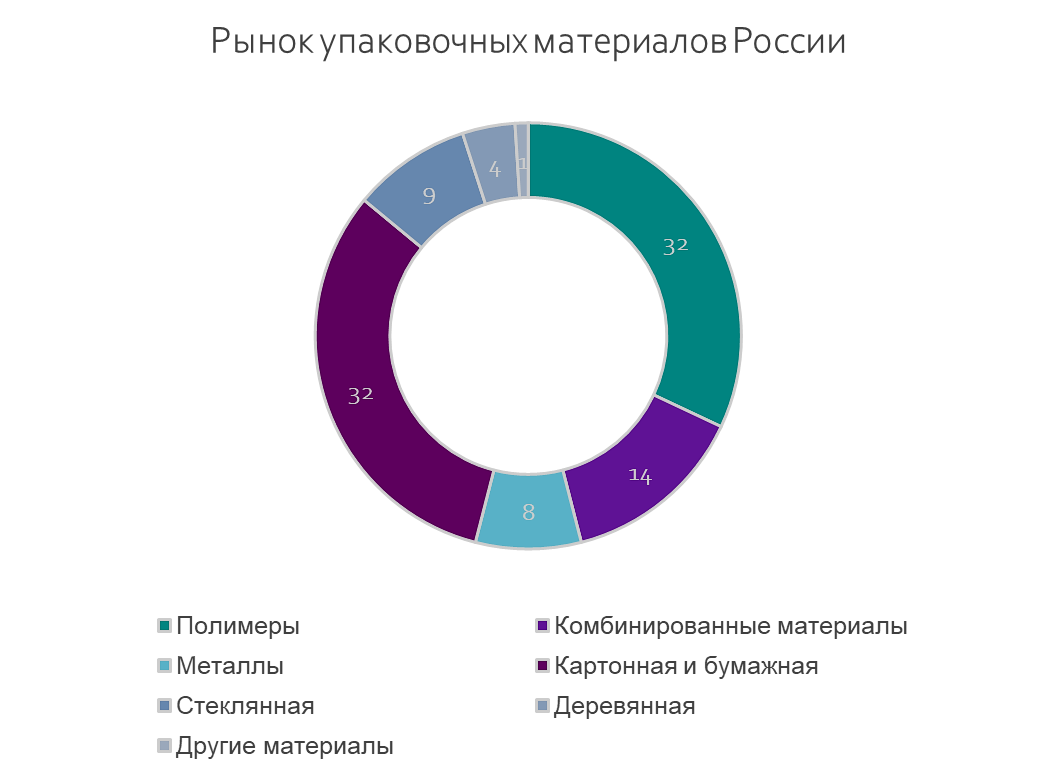 Рынок упаковочных материалов России
1
4
9
32
32
14
8
Полимеры
Комбинированные материалы
Металлы
Картонная и бумажная
Стеклянная
Деревянная
Другие материалы